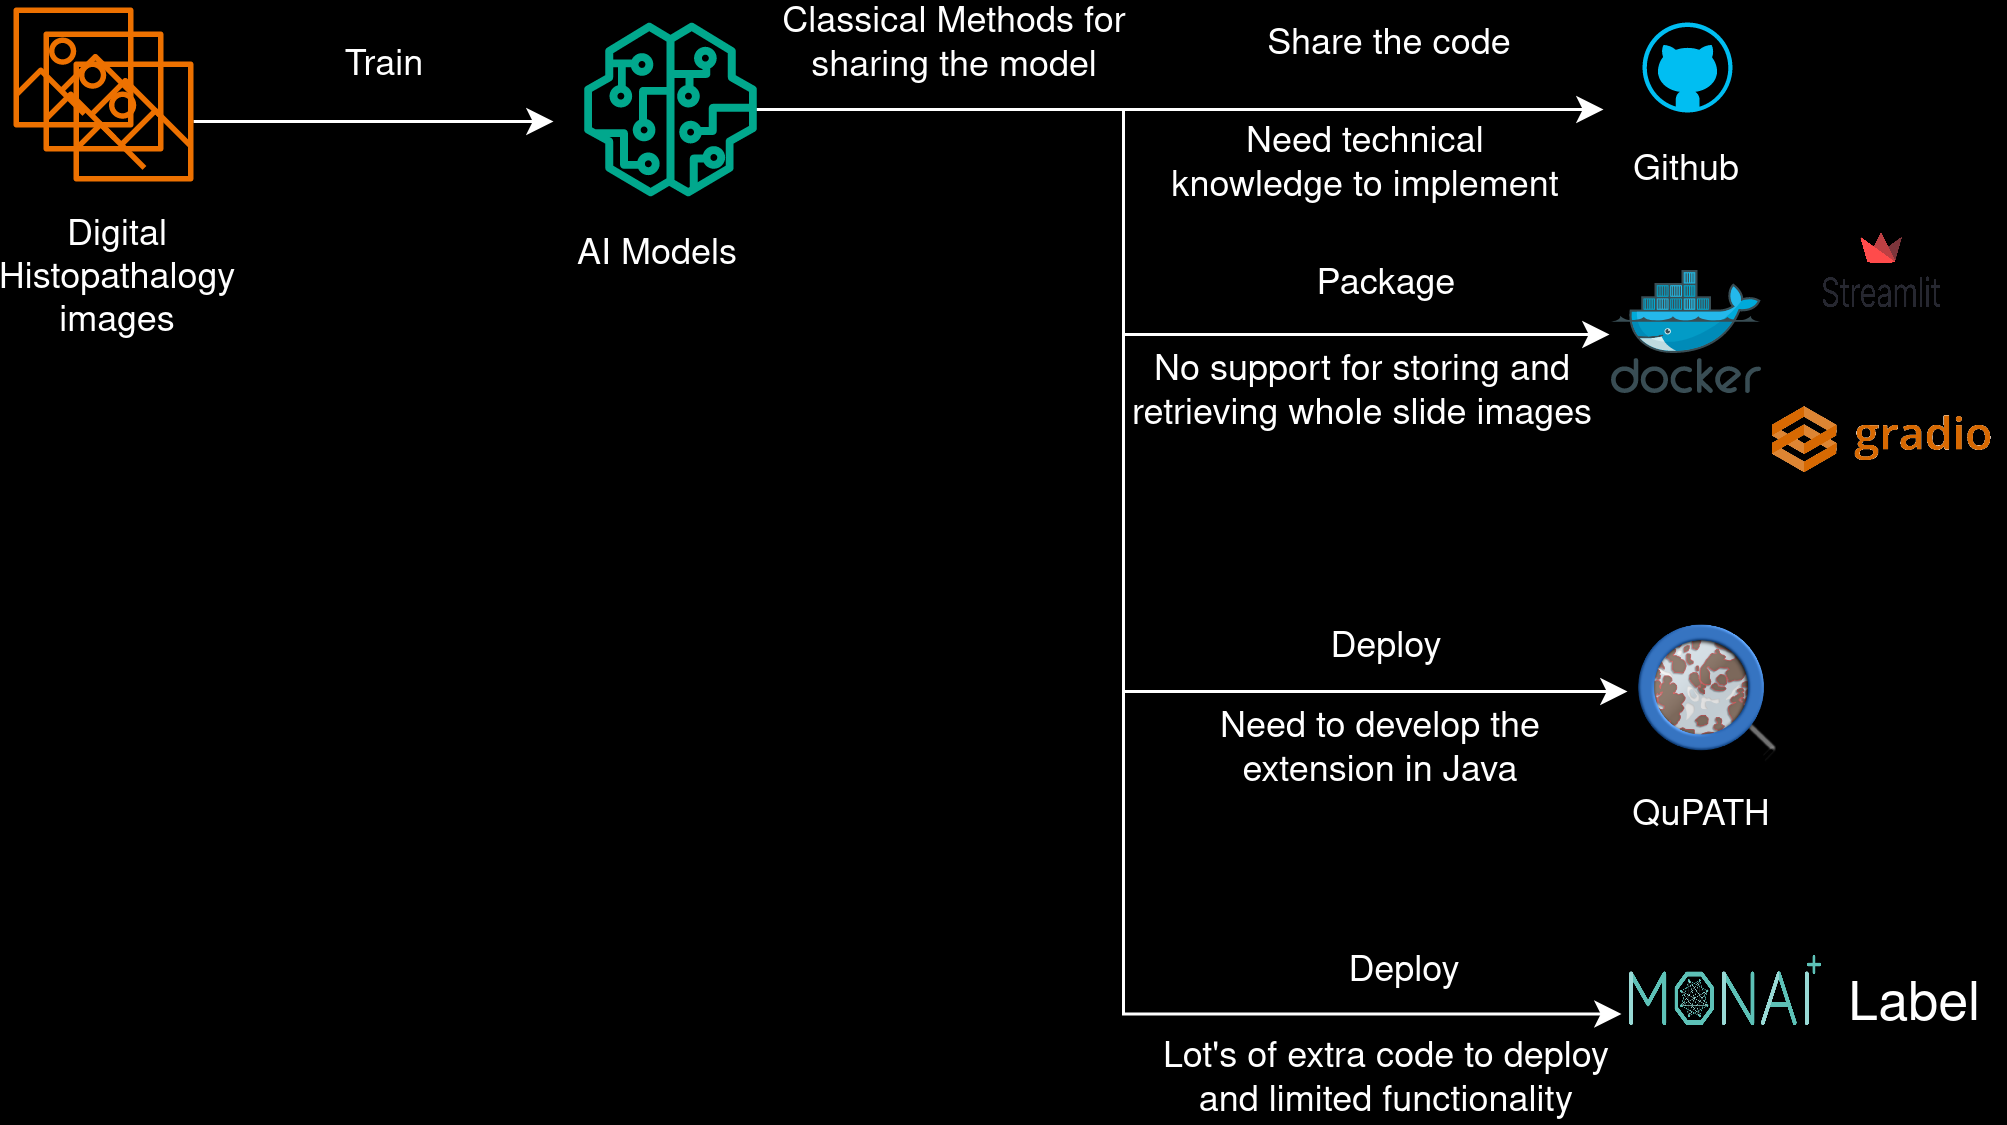 Train
Digital
Histopathalogy
images
AI Models
Classical Methods for
sharing the model
Share the code
Need technical
knowledge to implement
Github
Package
No support for storing and
retrieving whole slide images
docker
Streamlit
gradio
Deploy
Need to develop the
extension in Java
QuPATH
Deploy
Lot's of extra code to deploy
and limited functionality
MONAI Label